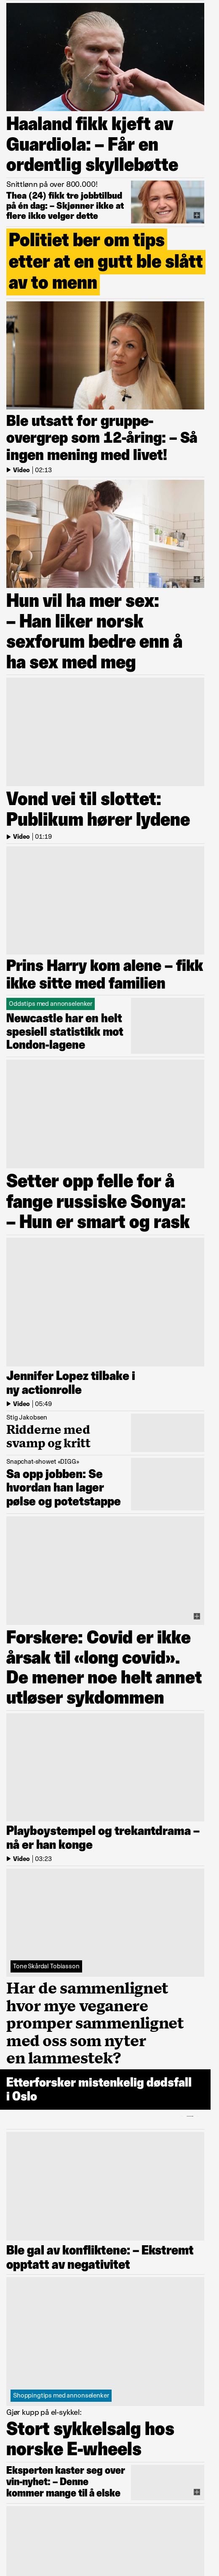 Haaland fikk kjeft av
Guardiola: – Får en
ordentlig skyllebøtte
Snittlønn på over 800.000!
Thea (24) fikk tre jobbtilbud
på én dag: – Skjønner ikke at
flere ikke velger dette
Politiet ber om tips
etter at en gutt ble slått
av to menn
Ble utsatt for gruppe-
overgrep som 12-åring: – Så
ingen mening med livet!
Video | 02:13
Hun vil ha mer sex:
– Han liker norsk
sexforum bedre enn å
ha sex med meg
Vond vei til slottet:
Publikum hører lydene
Video | 01:19
Prins Harry kom alene – fikk
ikke sitte med familien
Oddstips med annonselenker
Newcastle har en helt
spesiell statistikk mot
London-lagene
Setter opp felle for å
fange russiske Sonya:
– Hun er smart og rask
Jennifer Lopez tilbake i
ny actionrolle
Video | 05:49
Stig Jakobsen
Ridderne med
svamp og kritt
Snapchat-showet «DIGG»
Sa opp jobben: Se
hvordan han lager
pølse og potetstappe
Forskere: Covid er ikke
årsak til «long covid».
De mener noe helt annet
utløser sykdommen
Playboystempel og trekantdrama –
nå er han konge
Video | 03:23
Tone Skårdal Tobiasson
Har de sammenlignet
hvor mye veganere
promper sammenlignet
med oss som nyter
en lammestek?
Etterforsker mistenkelig dødsfall
i Oslo
Ble gal av konfliktene: – Ekstremt
opptatt av negativitet
Shoppingtips med annonselenker
Gjør kupp på el-sykkel:
Stort sykkelsalg hos
norske E-wheels
Eksperten kaster seg over
vin-nyhet: – Denne
kommer mange til å elske